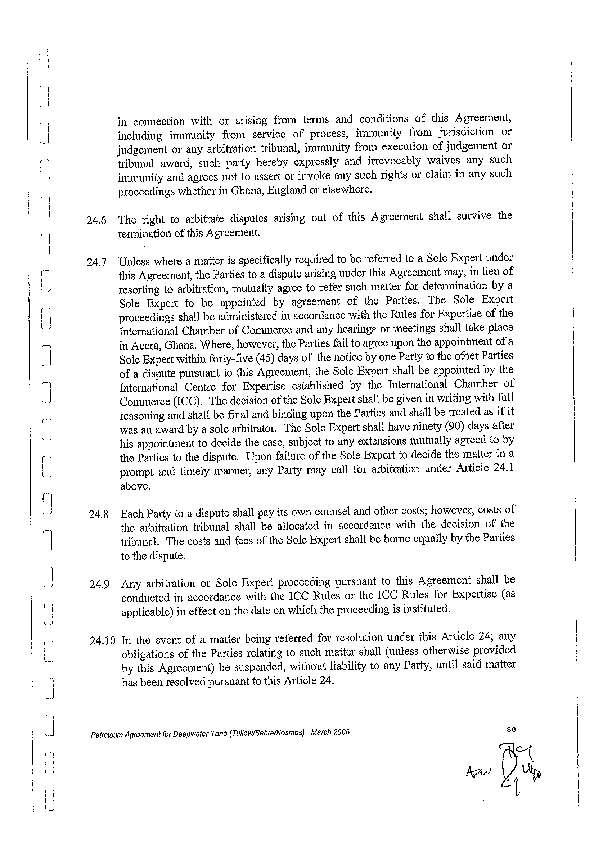 in connection with or arising from terms and conditions of this Agreement,
including immunity from service of process, immunity from jurisdiction or
judgement or any arbitration tribunal, immunity from execution of judgement or
tribunal award, such party hereby expressly and irrevocably waives any such
immunity and agrees not to assert or invoke any such rights or claim in any such
proceedings whether in Ghana, England or elsewhere.
24.6 The right to arbitrate disputes arising out of this Agreement shall survive the
termination of this Agreement.
24.7 Unless where a matter is specifically required to be referred to a Sole Expert under
this Agreement, the Parties to a dispute arising under this Agreement may, in lieu of
resorting to arbitration, mutually agree to refer such matter for determination by a
Sole Expert to be appointed by agreement of the Parties. The Sole Expert
proceedings shall be administered in accordance with the Rules for Expertise of the
International Chamber of Commerce and any hearings or meetings shall take place
in Accra, Ghana. Where, however, the Parties fail to agree upon the appointment of a
Sole Expert within forty-five (45) days of the notice by one Party to the other Parties
of a dispute pursuant to this Agreement, the Sole Expert shall be appointed by the
International Centre for Expertise established by the International Chamber of
Commerce (ICC). The decision of the Sole Expert shall be given in writing with full
reasoning and shall be final and binding upon the Parties and shall be treated as if it
was an award by a sole arbitrator. The Sole Expert shall have ninety (90) days after
his appointment to decide the case, subject to any extensions mutually agreed to by
the Parties to the dispute. Upon failure of the Sole Expert to decide the matter in a
prompt and timely manner, any Party may call for arbitration under Article 24.1
above.
24.8 Each Party to a dispute shall pay its own counsel and other costs; however, costs of
the arbitration tribunal shall be allocated in accordance with the decision of the
tribunal. The costs and fees of the Sole Expert shall be borne equally by the Parties
to the dispute.
24.9 Any arbitration or Sole Expert proceeding pursuant to this Agreement shall be
conducted in accordance with the ICC Rules or the ICC Rules for Expertise (as
applicable) in effect on the date on which the proceeding is instituted.
24.10 In the event of a matter being referred for resolution under this Article 24; any
obligations of the Parties relating to such matter shall (unless otherwise provided
by this Agreement) be suspended, without liability to any Party, until said matter
has been resolved pursuant to this Article 24.
Petroleum Agreement for Deepwater Tano (Tullow/Sabre/Kosmos) March 2006